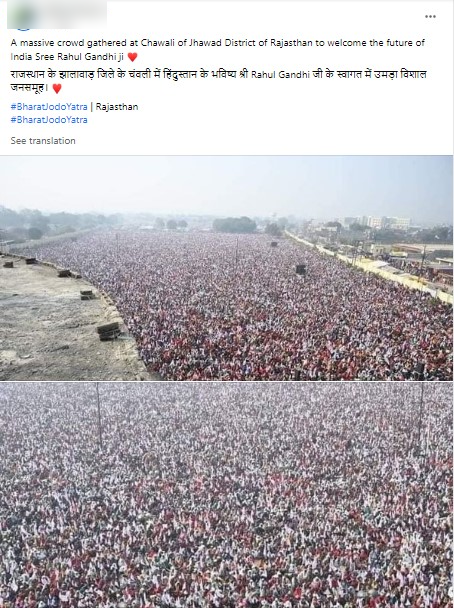 A massive crowd gathered at Chawali of Jhawad District of Rajasthan to welcome the future of
India Sree Rahul Gandhi ji ❤️
राजस्थान के झालावाड़ जिले के चंवली में हिंदुस्तान के भविष्य श्री Rahul Gandhi जी के स्वागत में उमड़ा विशाल
जनसमूह। ❤️
#BharatJodoYatra | Rajasthan
#BharatJodoYatra
See translation